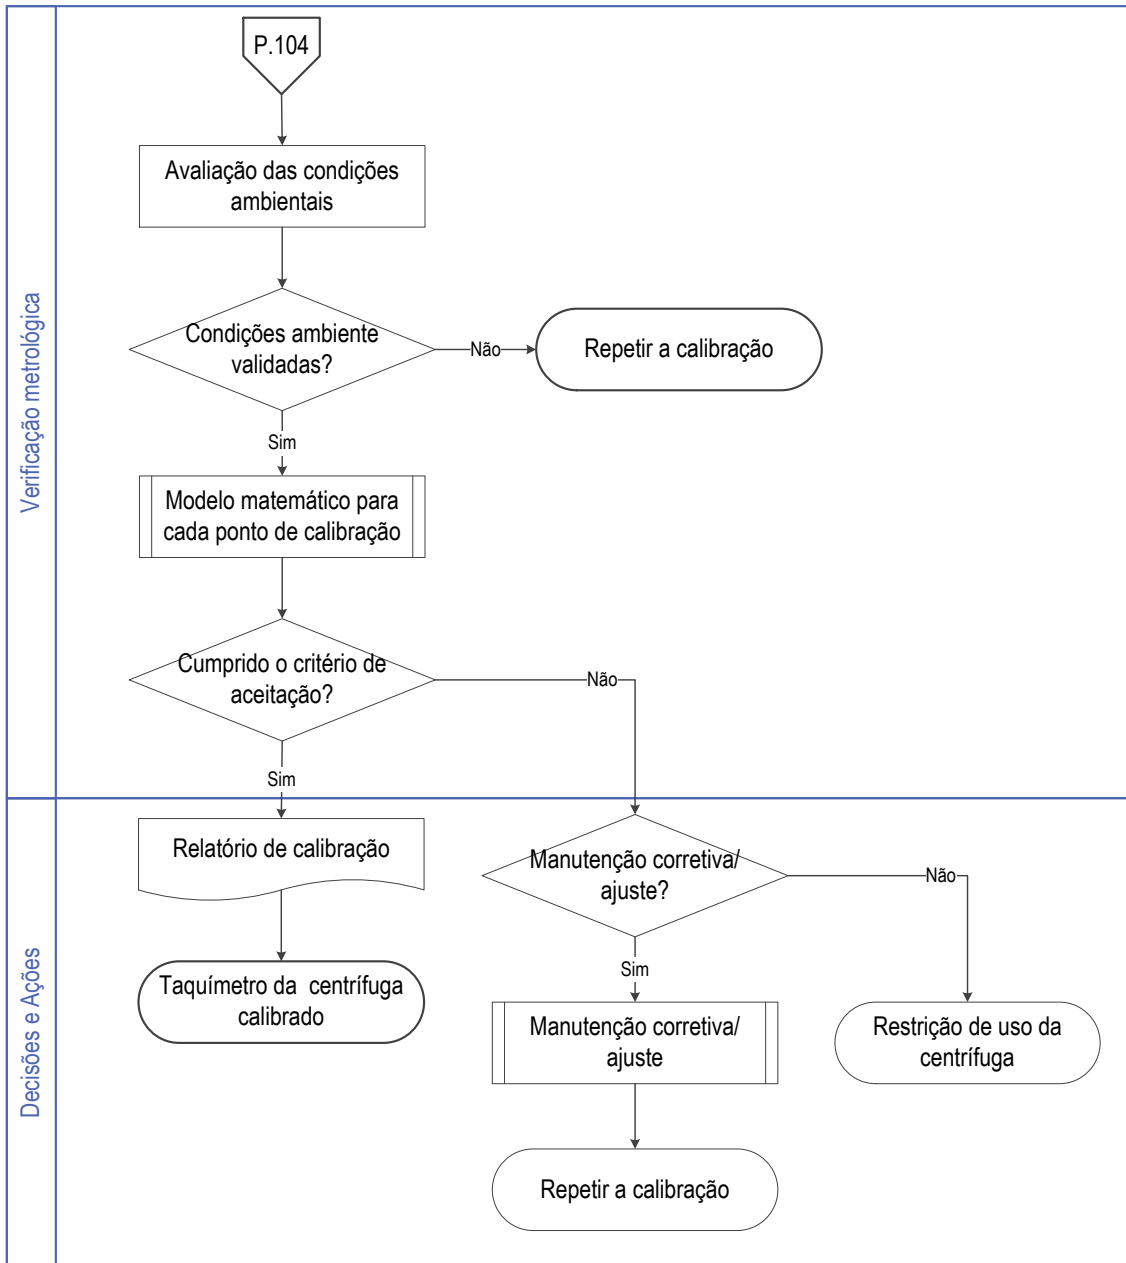 P.104
Avaliação das condições
ambientais
Condições ambiente
validadas?
Não
Repetir a calibração
Sim
Modelo matemático para
cada ponto de calibração
Cumprido o critério de
aceitação?
Não
Sim
Verificação metrológica
Relatório de calibração
Manutenção corretiva/
ajuste?
Não
Sim
Taquímetro da centrífuga
calibrado
Manutenção corretiva/
ajuste
Restrição de uso da
centrífuga
Repetir a calibração
Decisões e Ações